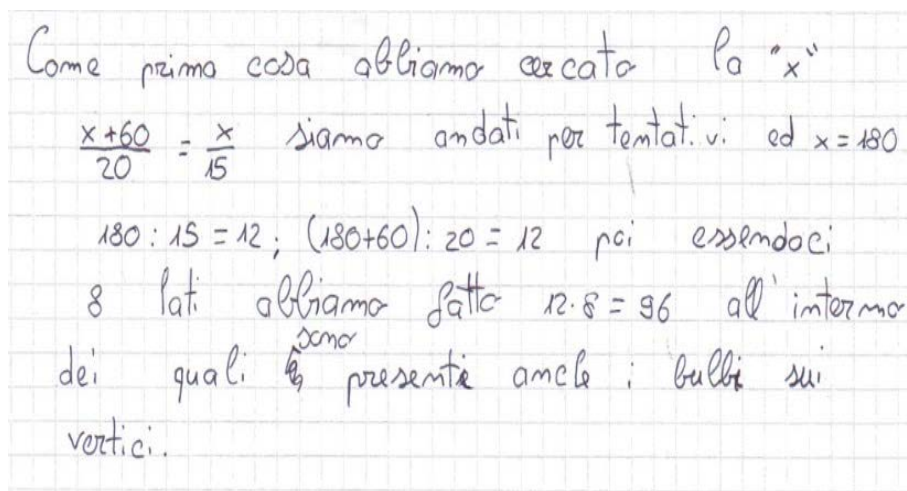 Come prima cosa abbiamo cercato la "x"
x+60/20 = x/15 siamo andati per tentativi ed x = 180
180 : 15 = 12 ; (180+60) : 20 = 12 poi essendoci
8 lati abbiamo fatto 12·8 = 96 all'interno
dei quali sono presenti anche i bulbi sui
vertici.